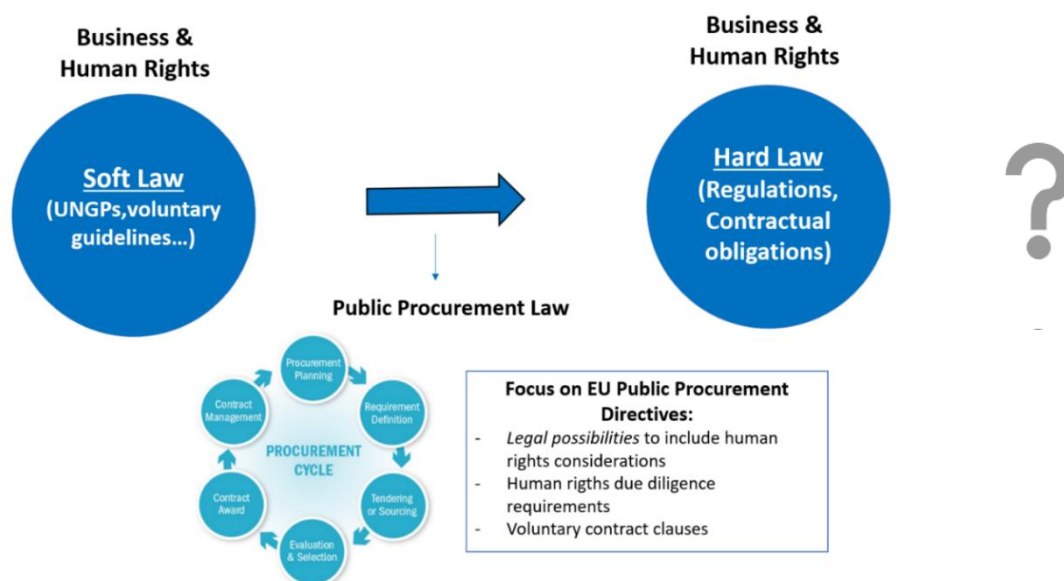 Business &
Human Rights
Soft Law
(UNGPs,voluntary
guidelines...)
Business &
Human Rights
Hard Law
(Regulations,
Contractual
obligations)
?
Public Procurement Law
Procurement
Planning
Requirement
Definition
Tendering
or Sourcing
Evaluation
& Selection
Contract
Award
Contract
Management
PROCUREMENT
CYCLE
Focus on EU Public Procurement
Directives:
- Legal possibilities to include human
rights considerations
- Human rigths due diligence
requirements
- Voluntary contract clauses